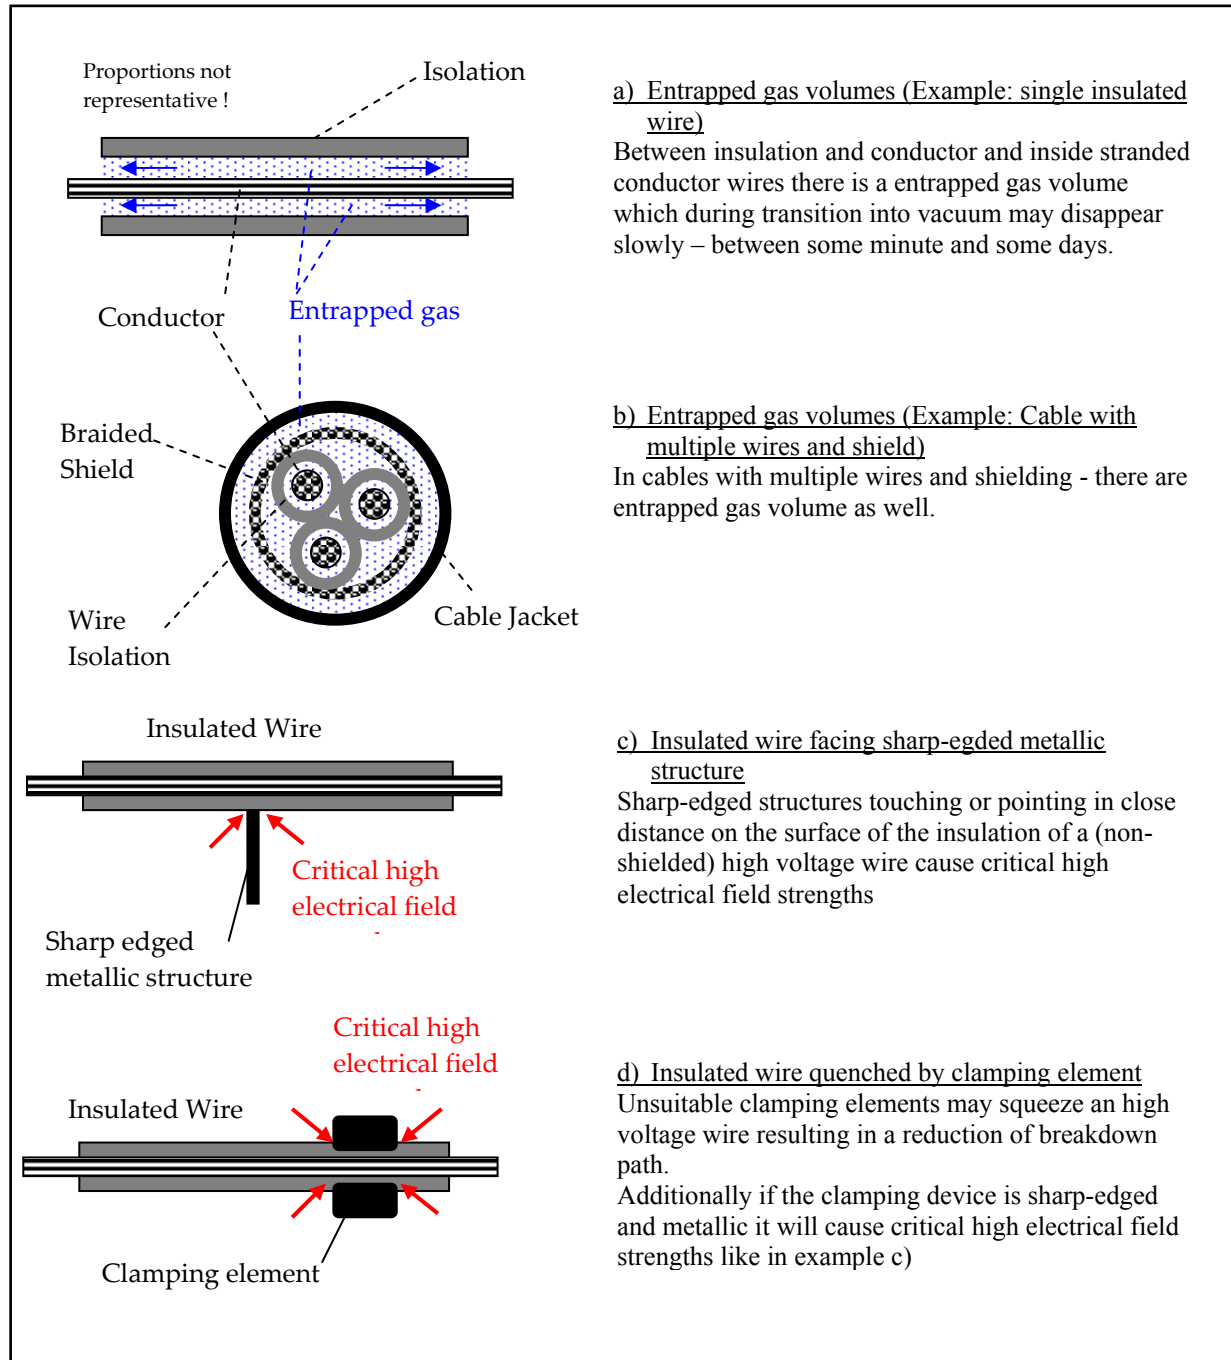 Proportions not
representative !
Isolation
Conductor
Entrapped gas
a) Entrapped gas volumes (Example: single insulated
wire)
Between insulation and conductor and inside stranded
conductor wires there is a entrapped gas volume
which during transition into vacuum may disappear
slowly – between some minute and some days.
Braided
Shield
Wire
Isolation
Cable Jacket
b) Entrapped gas volumes (Example: Cable with
multiple wires and shield)
In cables with multiple wires and shielding - there are
entrapped gas volume as well.
Insulated Wire
Critical high
electrical field
Sharp edged
metallic structure
c) Insulated wire facing sharp-egded metallic
structure
Sharp-edged structures touching or pointing in close
distance on the surface of the insulation of a (non-
shielded) high voltage wire cause critical high
electrical field strengths
Critical high
electrical field
Insulated Wire
Clamping element
d) Insulated wire quenched by clamping element
Unsuitable clamping elements may squeeze an high
voltage wire resulting in a reduction of breakdown
path.
Additionally if the clamping device is sharp-edged
and metallic it will cause critical high electrical field
strengths like in example c)